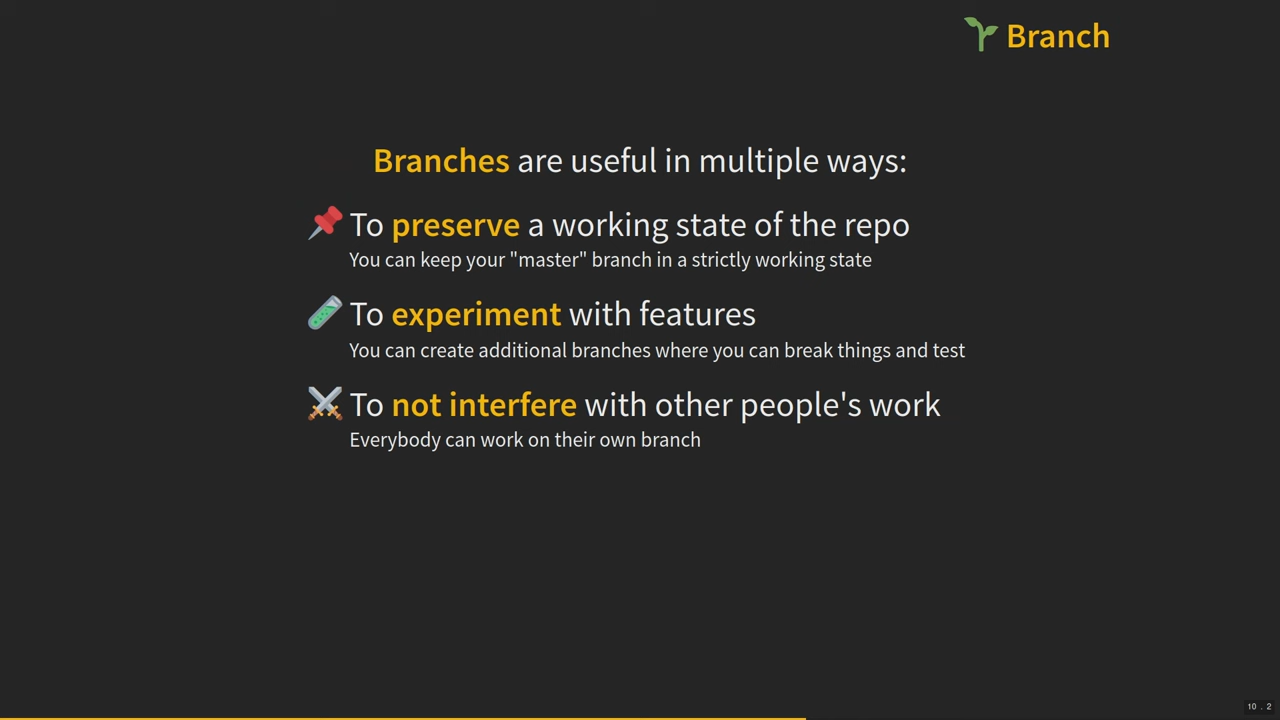 Branch
Branches are useful in multiple ways:
To preserve a working state of the repo
You can keep your "master" branch in a strictly working state
To experiment with features
You can create additional branches where you can break things and test
To not interfere with other people's work
Everybody can work on their own branch
10 . 2